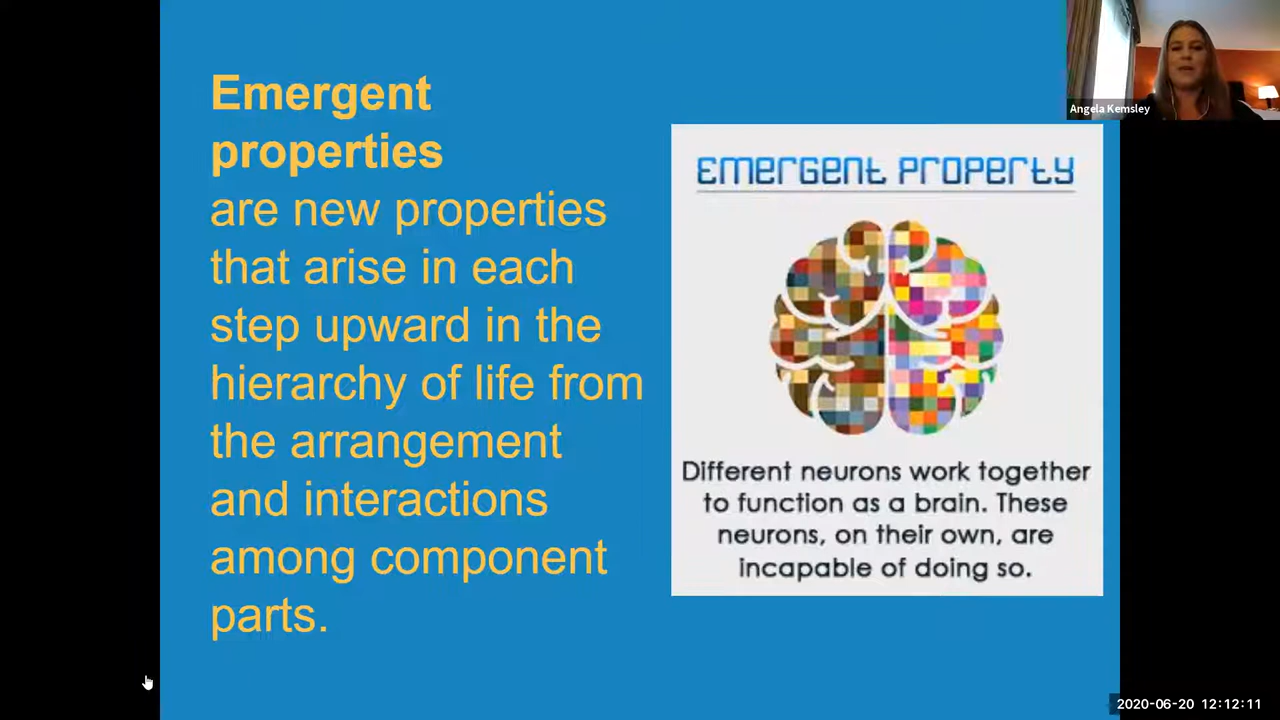 Emergent
properties
are new properties
that arise in each
step upward in the
hierarchy of life from
the arrangement
and interactions
among component
parts.
EMERGENT PROPERTY
Different neurons work together
to function as a brain. These
neurons, on their own, are
incapable of doing so.
Angela Kemsley
2020-06-20 12:12:11